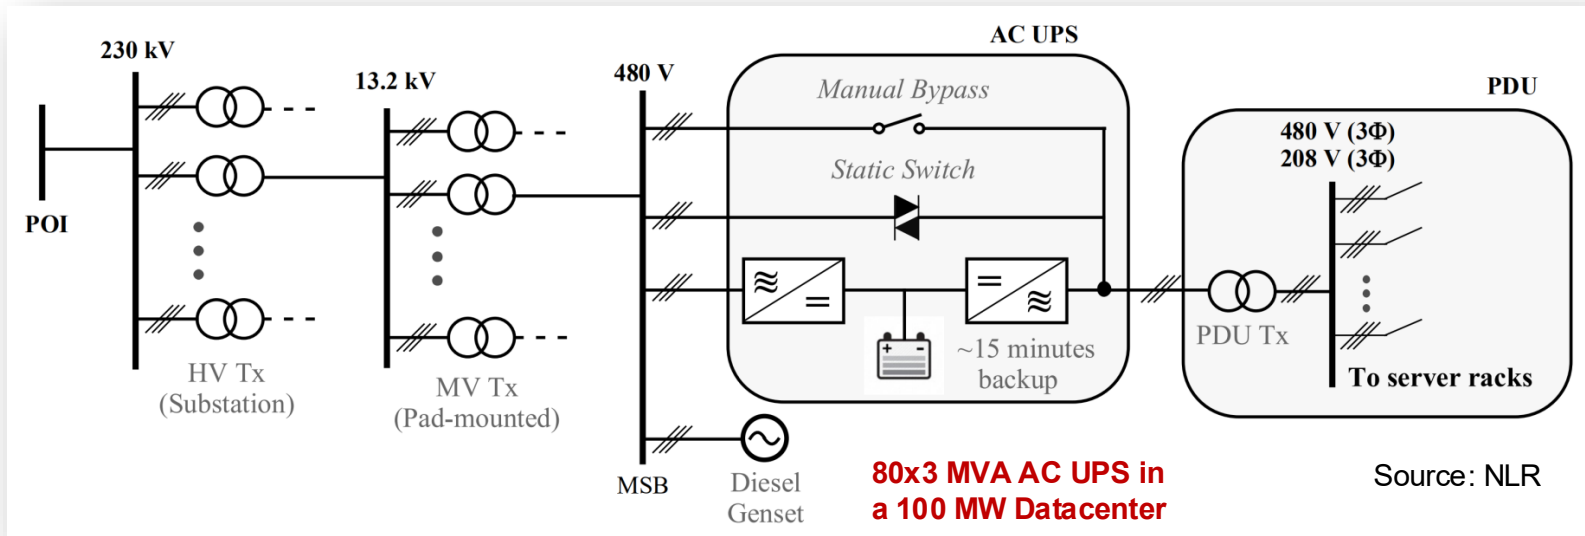 230 kV
13.2 kV
480 V
AC UPS
PDU
Manual Bypass
Static Switch
480 V (3Φ)
208 V (3Φ)
POI
HV Tx
(Substation)
MV Tx
(Pad-mounted)
+ -
~15 minutes
backup
PDU Tx
To server racks
MSB
Diesel
Genset
80x3 MVA AC UPS in
a 100 MW Datacenter
Source: NLR